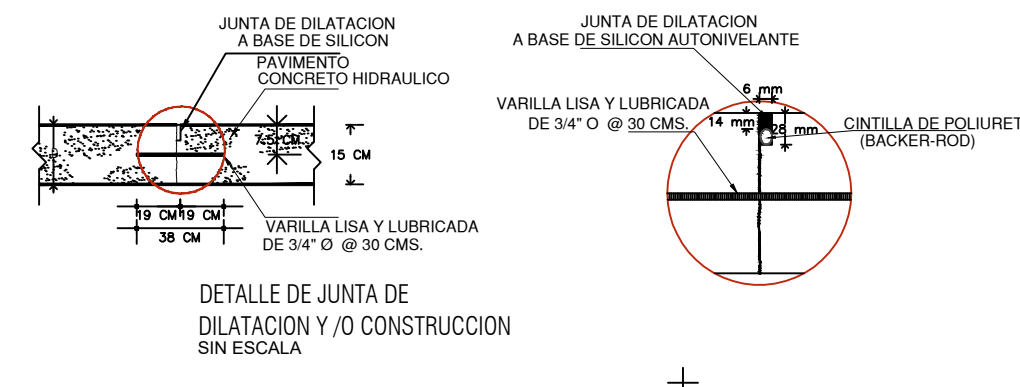 JUNTA DE DILATACION
A BASE DE SILICON
PAVIMENTO
CONCRETO HIDRAULICO
7.5 CM
15 CM
19 CM
19 CM
38 CM
VARILLA LISA Y LUBRICADA
DE 3/4" Ø @ 30 CMS.
DETALLE DE JUNTA DE
DILATACION Y /O CONSTRUCCION
SIN ESCALA
JUNTA DE DILATACION
A BASE DE SILICON AUTONIVELANTE
6 mm
VARILLA LISA Y LUBRICADA
DE 3/4" O @ 30 CMS.
14 mm
28 mm
CINTILLA DE POLIURET
(BACKER-ROD)